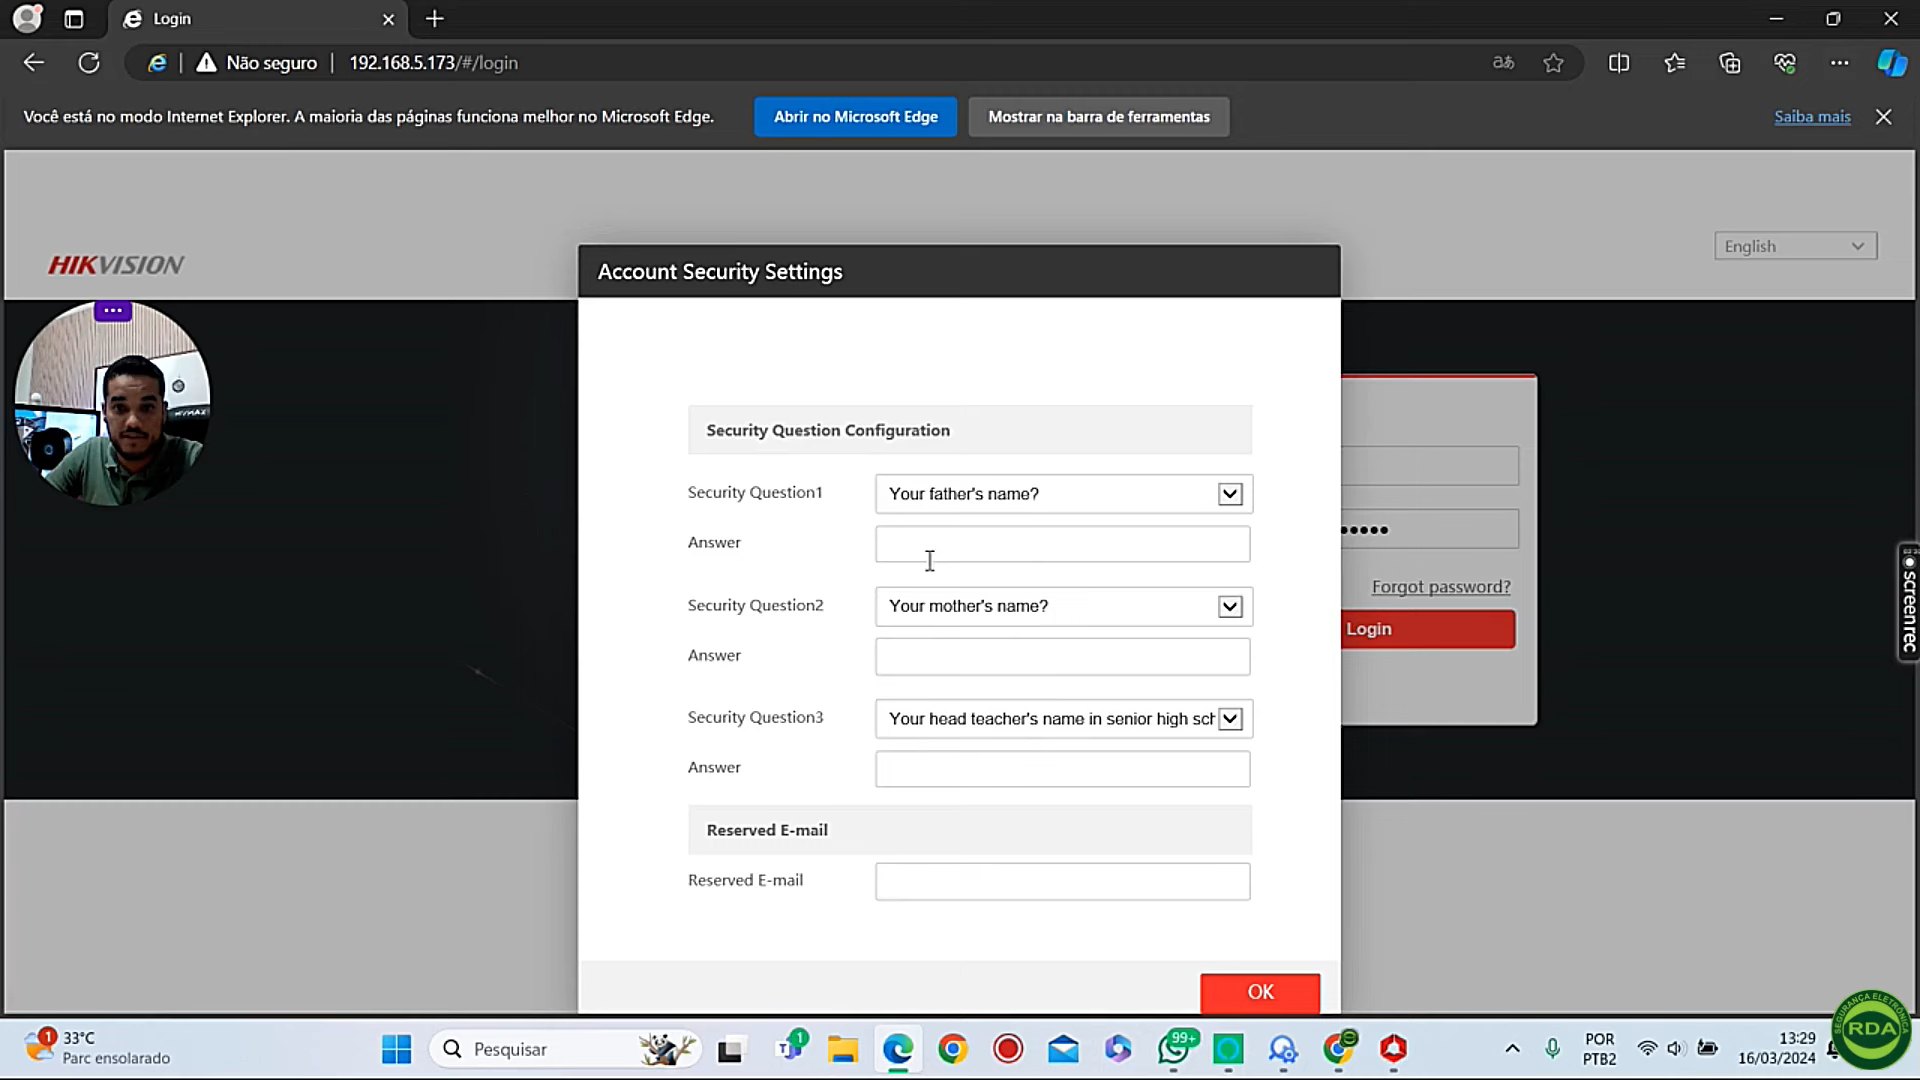 Login
Não seguro
192.168.5.173/#/login
Você está no modo Internet Explorer. A maioria das páginas funciona melhor no Microsoft Edge.
Abrir no Microsoft Edge
Mostrar na barra de ferramentas
Saiba mais
HIKVISION
English
Account Security Settings
Security Question Configuration
Security Question1
Your father's name?
Answer
Security Question2
Your mother's name?
Answer
Security Question3
Your head teacher's name in senior high sch
Answer
Reserved E-mail
Reserved E-mail
OK
Forgot password?
Login
screenrec
1
33°C
Parc ensolarado
Pesquisar
1
99+
POR
PTB2
13:29
16/03/2024
SEGURANÇA ELETRÔNICA
RDA